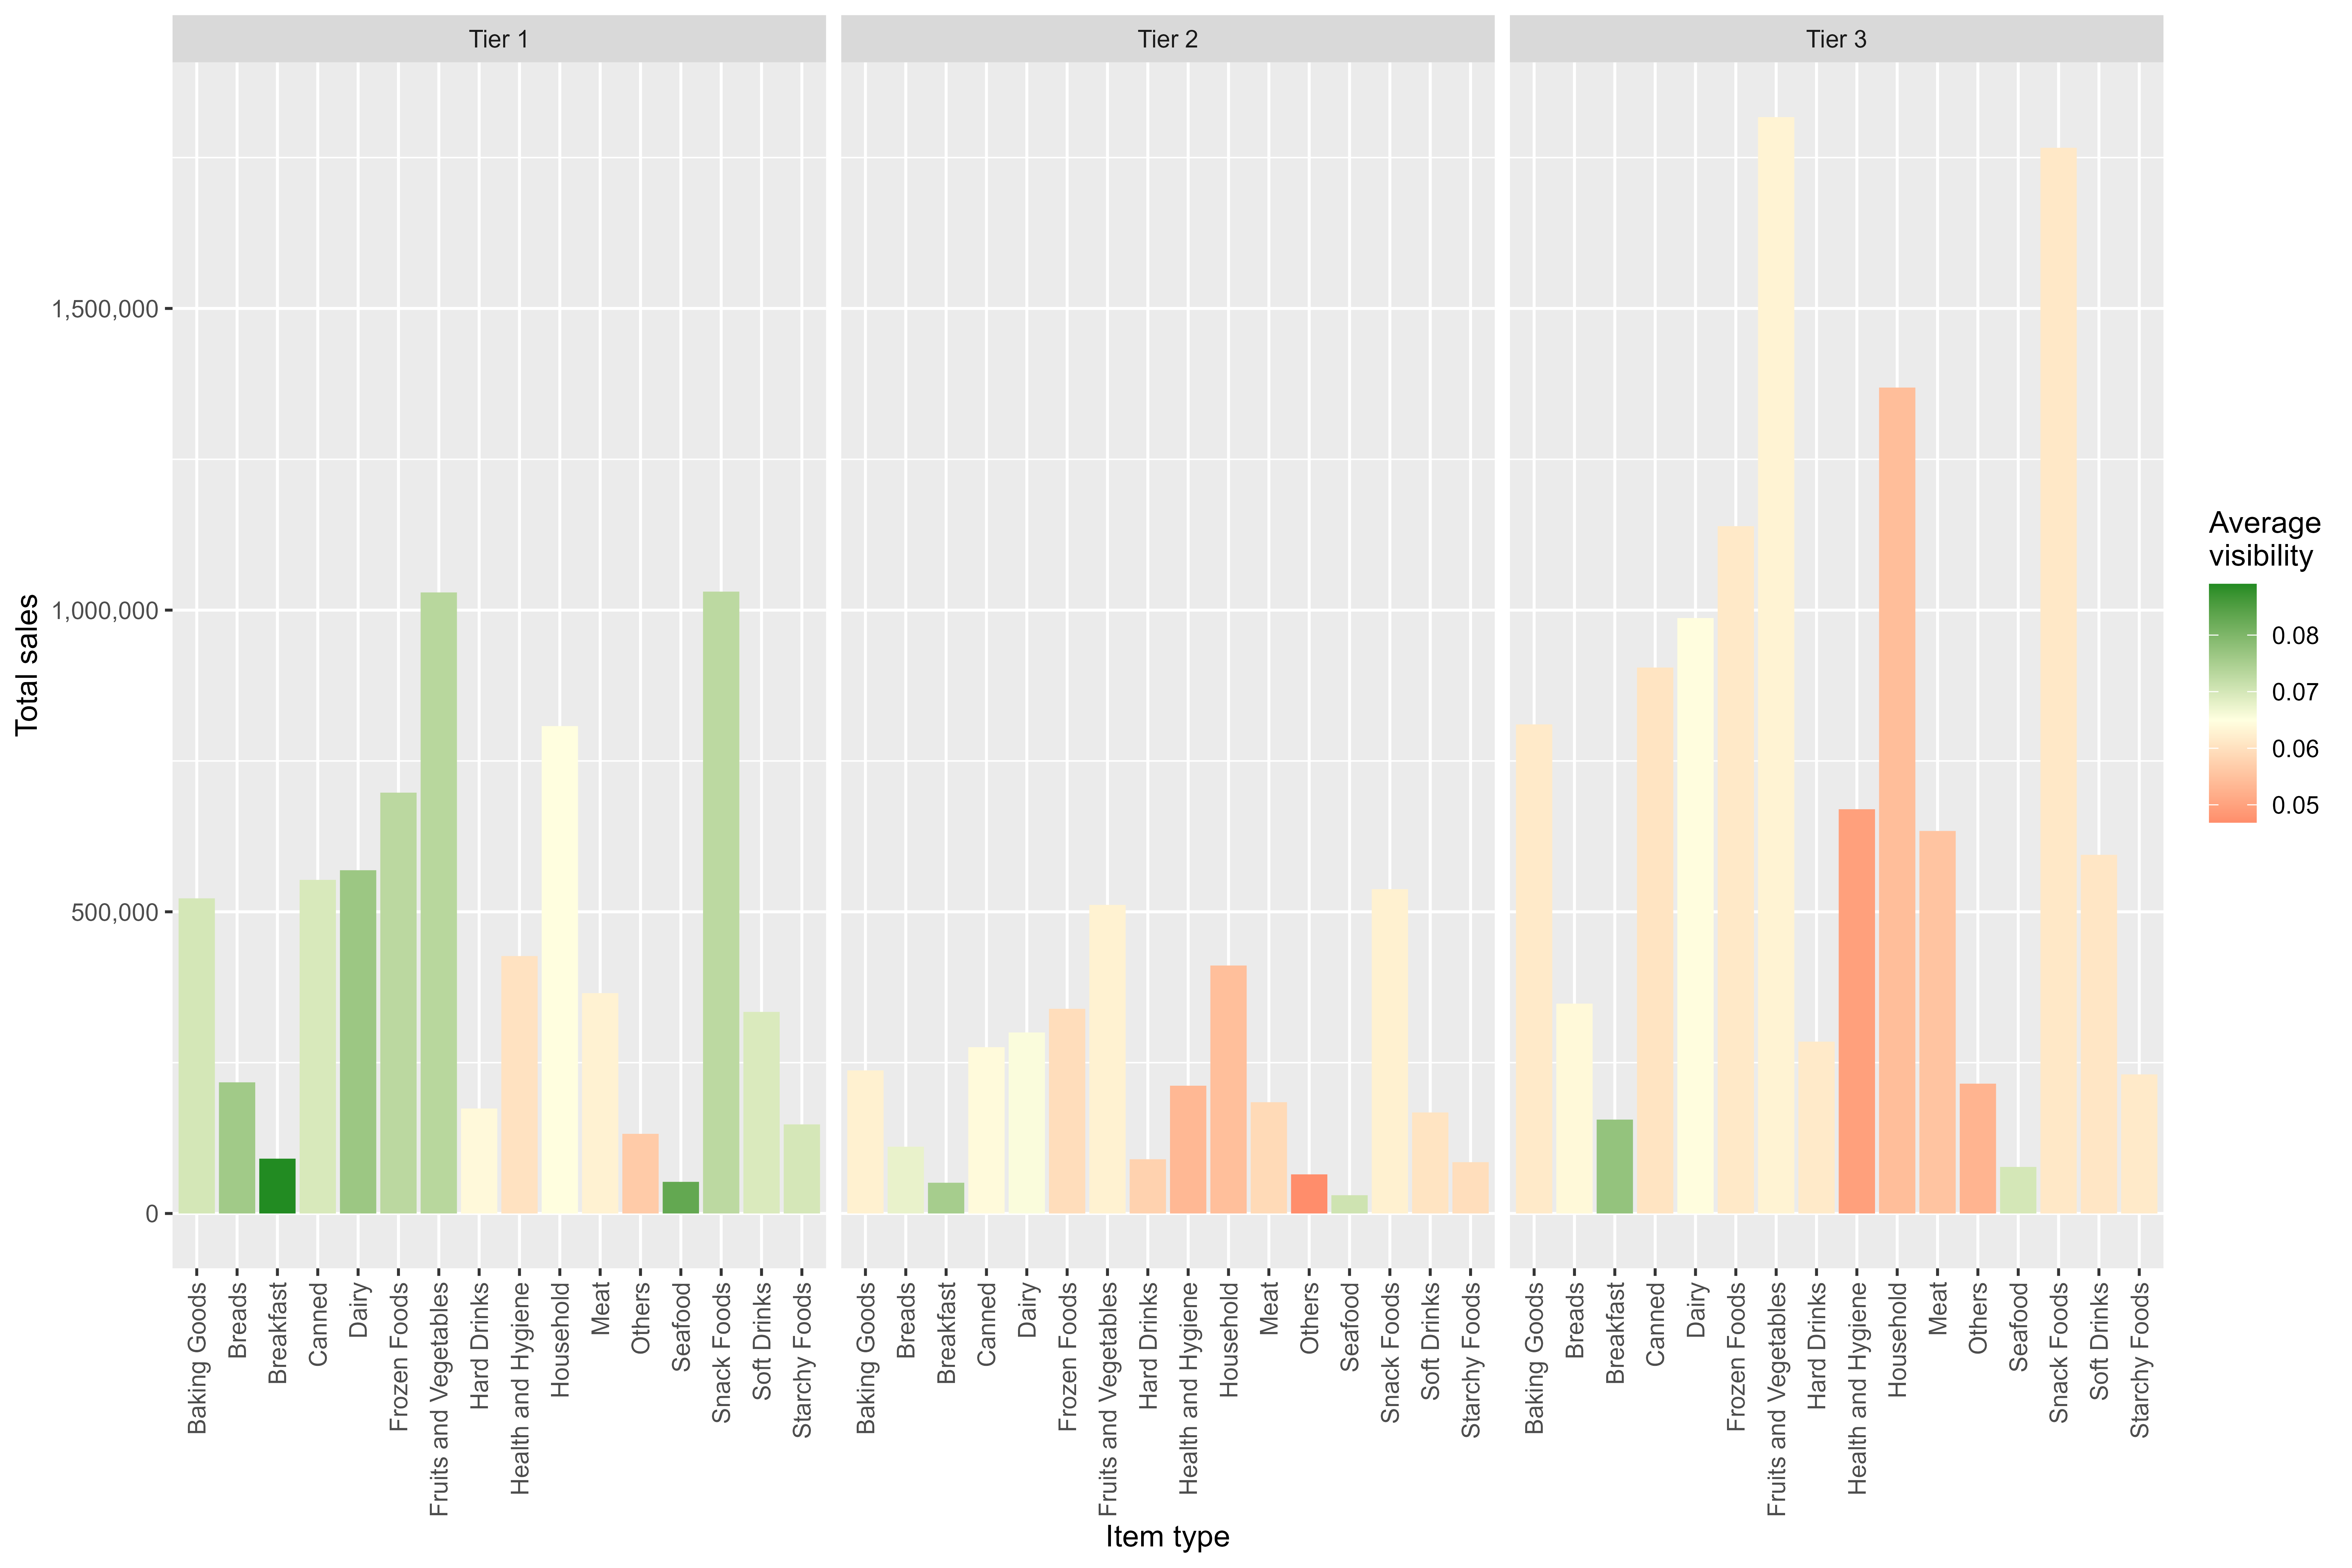 Tier 1
Tier 2
Tier 3
Total sales
1,500,000
1,000,000
500,000
0
Baking Goods
Breads
Breakfast
Canned
Dairy
Frozen Foods
Fruits and Vegetables
Hard Drinks
Health and Hygiene
Household
Meat
Others
Seafood
Snack Foods
Soft Drinks
Starchy Foods
Baking Goods
Breads
Breakfast
Canned
Dairy
Frozen Foods
Fruits and Vegetables
Hard Drinks
Health and Hygiene
Household
Meat
Others
Seafood
Snack Foods
Soft Drinks
Starchy Foods
Baking Goods
Breads
Breakfast
Canned
Dairy
Frozen Foods
Fruits and Vegetables
Hard Drinks
Health and Hygiene
Household
Meat
Others
Seafood
Snack Foods
Soft Drinks
Starchy Foods
Item type
Average
visibility
0.08
0.07
0.06
0.05